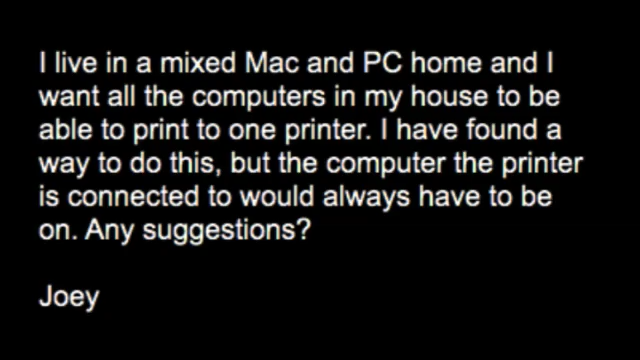 I live in a mixed Mac and PC home and I
want all the computers in my house to be
able to print to one printer. I have found a
way to do this, but the computer the printer
is connected to would always have to be
on. Any suggestions?
Joey